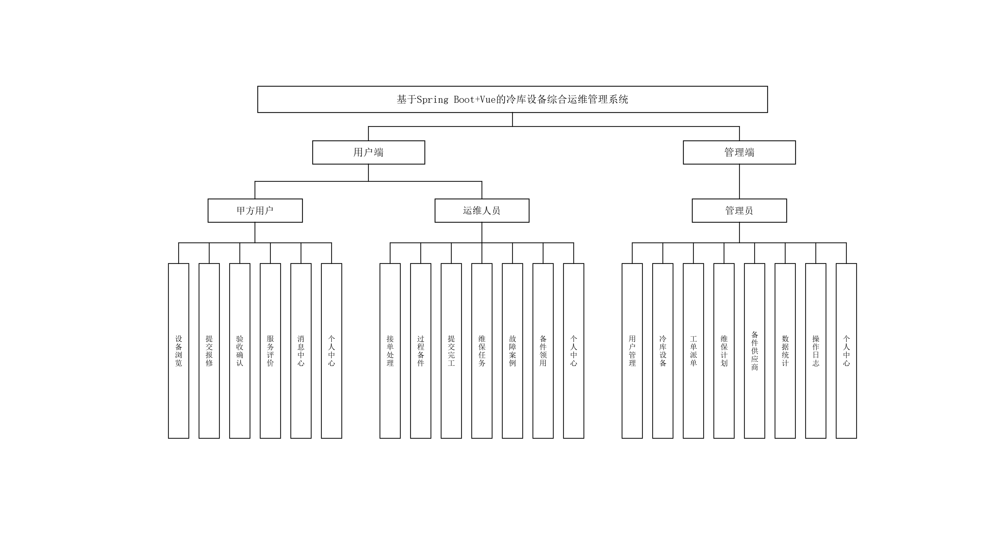 基于Spring Boot+Vue的冷库设备综合运维管理系统
用户端
管理端
甲方用户
运维人员
管理员
设备浏览
提交报修
验收确认
服务评价
消息中心
个人中心
接单处理
过程备件
提交完工
维保任务
故障案例
备件领用
个人中心
用户管理
冷库设备
工单派单
维保计划
备件供应商
数据统计
操作日志
个人中心